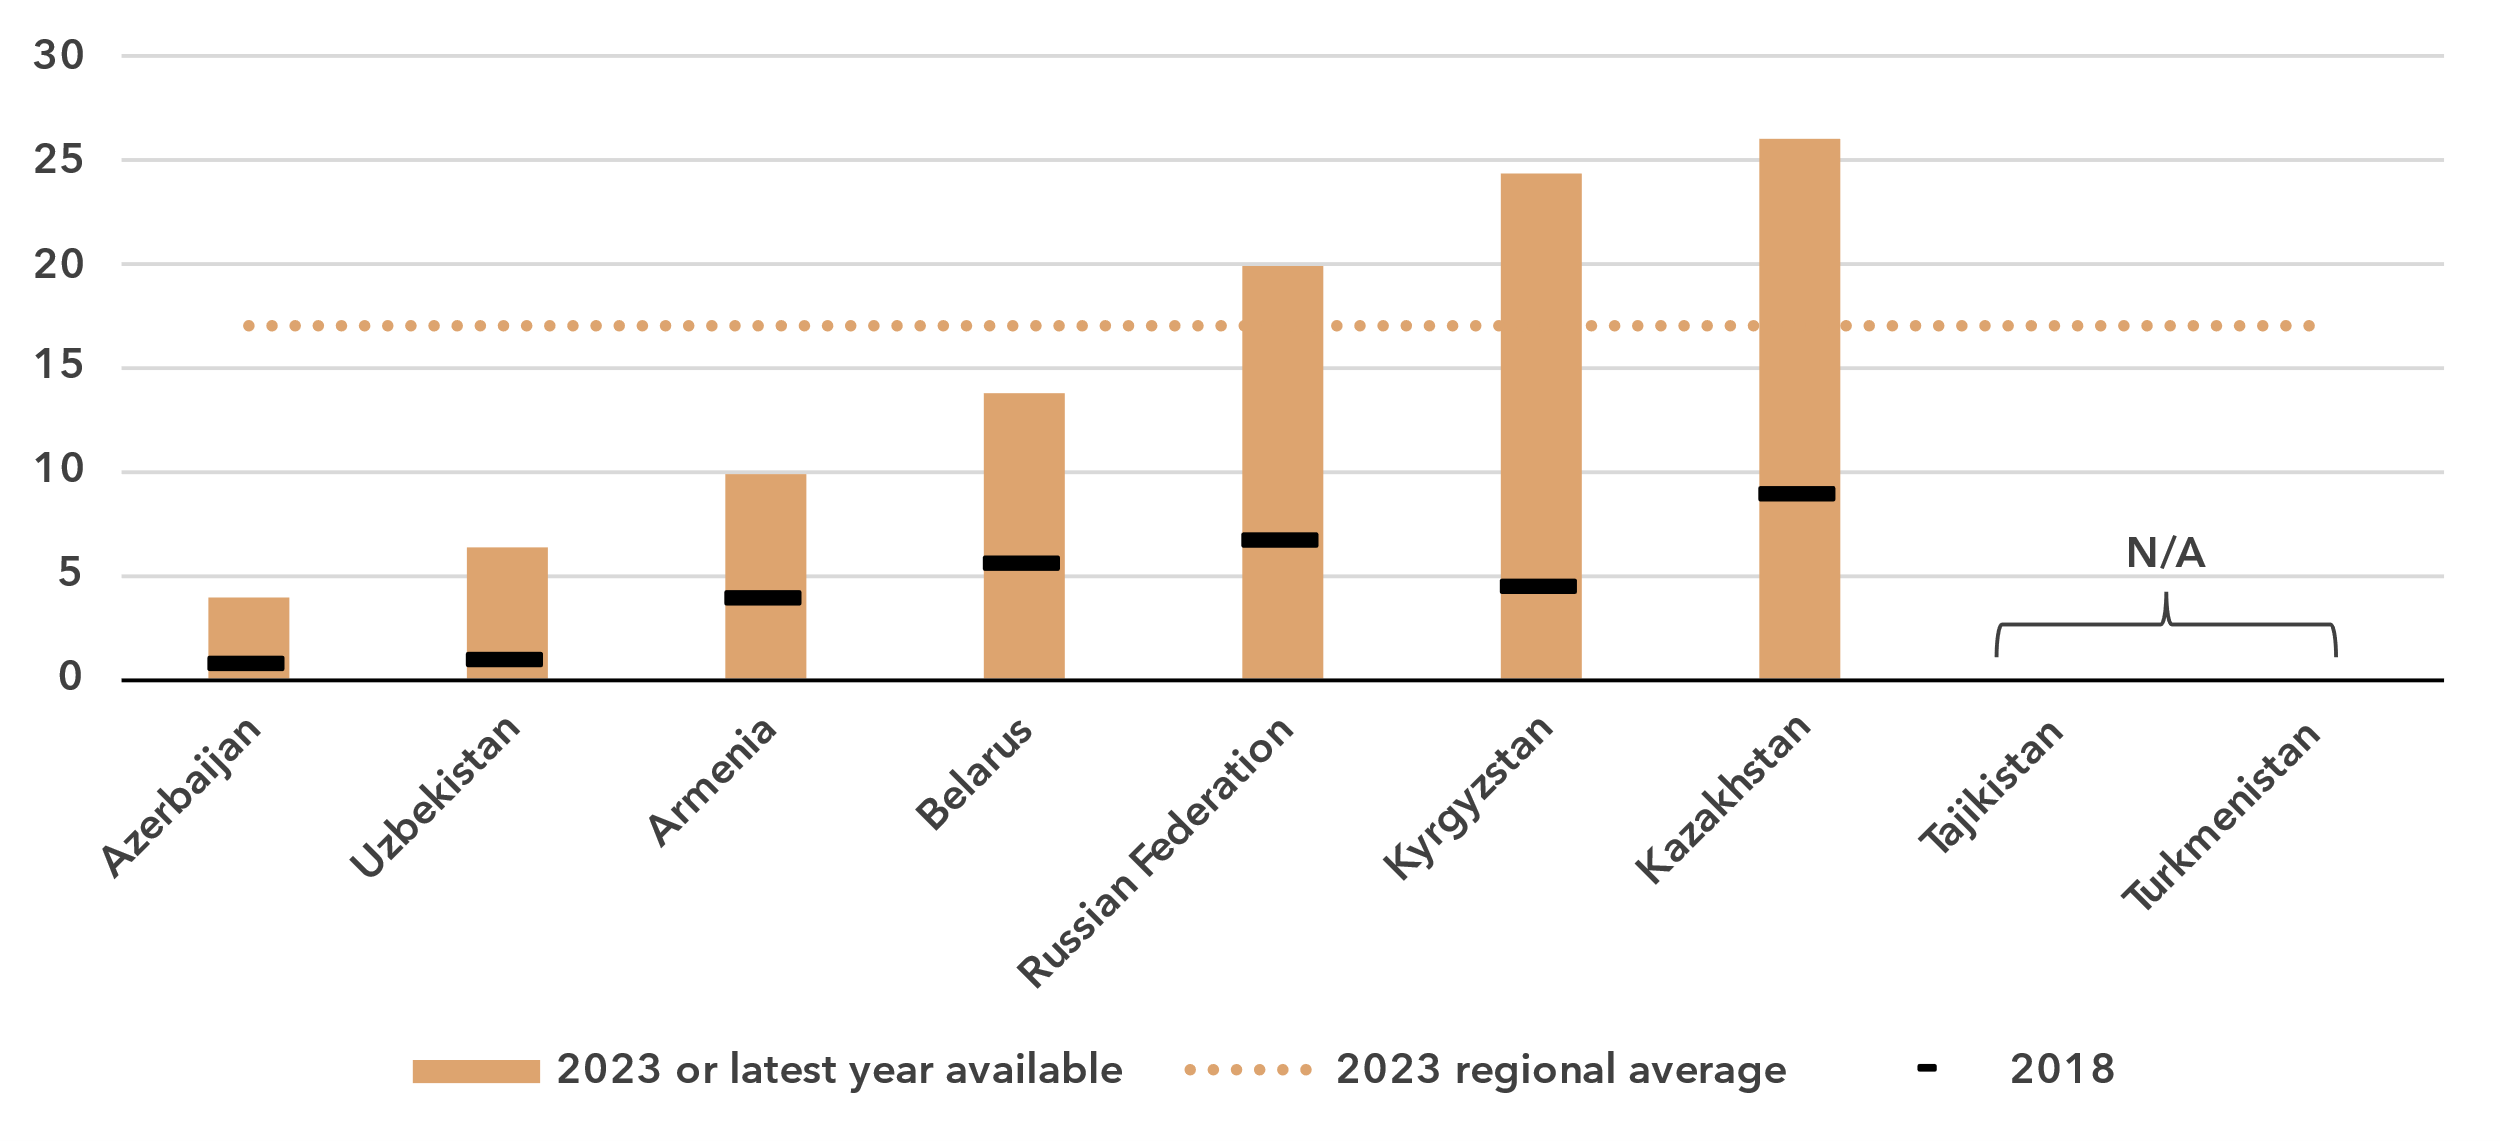 30
25
20
15
10
5
0
N/A
Azerbaijan
Uzbekistan
Armenia
Belarus
Russian Federation
Kyrgyzstan
Kazakhstan
Tajikistan
Turkmenistan
2023 or latest year available
2023 regional average
2018